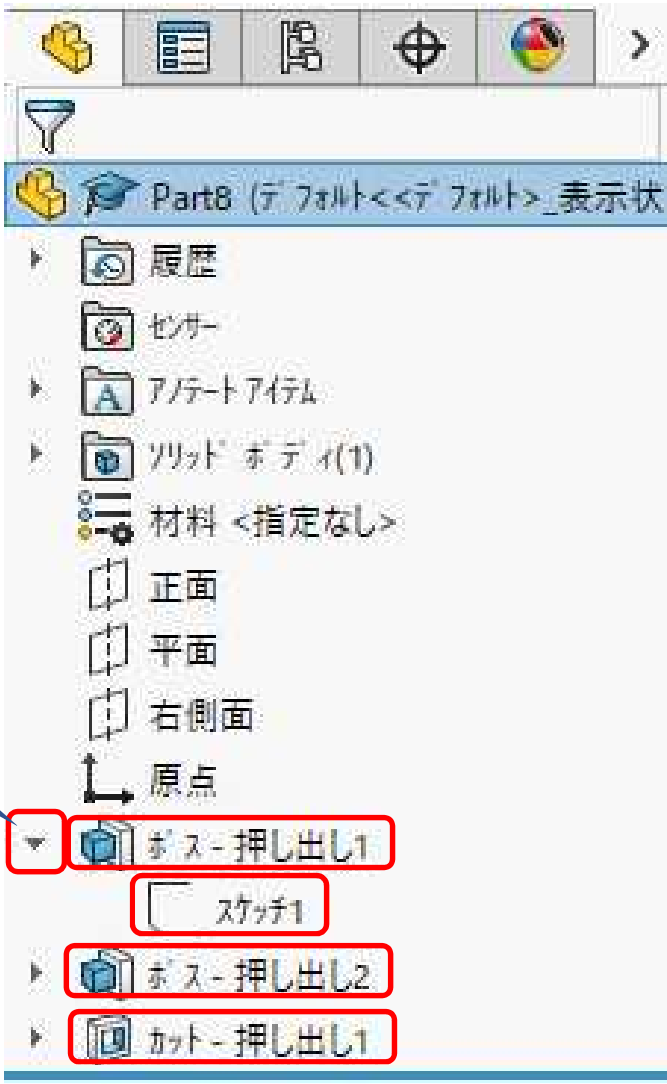 Part8 (デフォルト<<デフォルト>_表示状
履歴
センサー
アノテート アイテム
ソリッド ボディ(1)
材料 <指定なし>
正面
平面
右側面
原点
ボス - 押し出し1
スケッチ1
ボス - 押し出し2
カット - 押し出し1